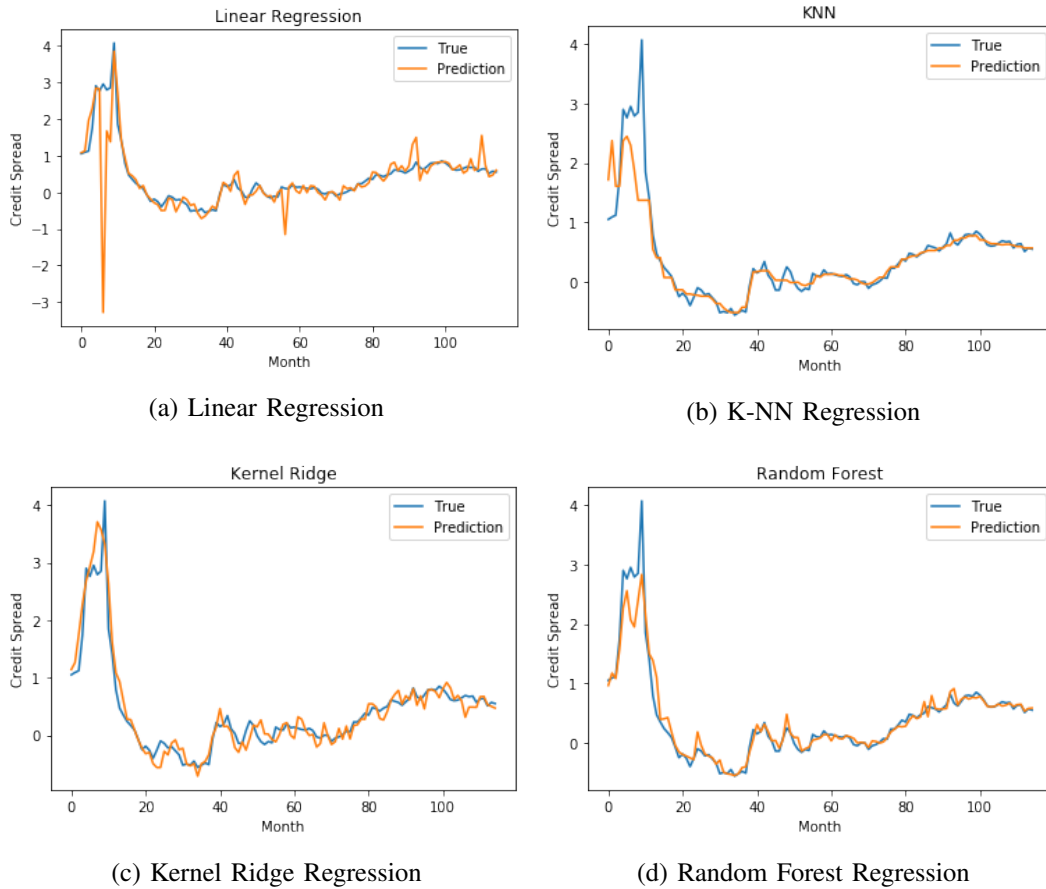 Linear Regression
4
3
2
1
0
−1
−2
−3
Credit Spread
0 20 40 60 80 100
Month
True
Prediction
(a) Linear Regression
KNN
4
3
2
1
0
Credit Spread
0 20 40 60 80 100
Month
True
Prediction
(b) K-NN Regression
Kernel Ridge
4
3
2
1
0
Credit Spread
0 20 40 60 80 100
Month
True
Prediction
(c) Kernel Ridge Regression
Random Forest
4
3
2
1
0
Credit Spread
0 20 40 60 80 100
Month
True
Prediction
(d) Random Forest Regression